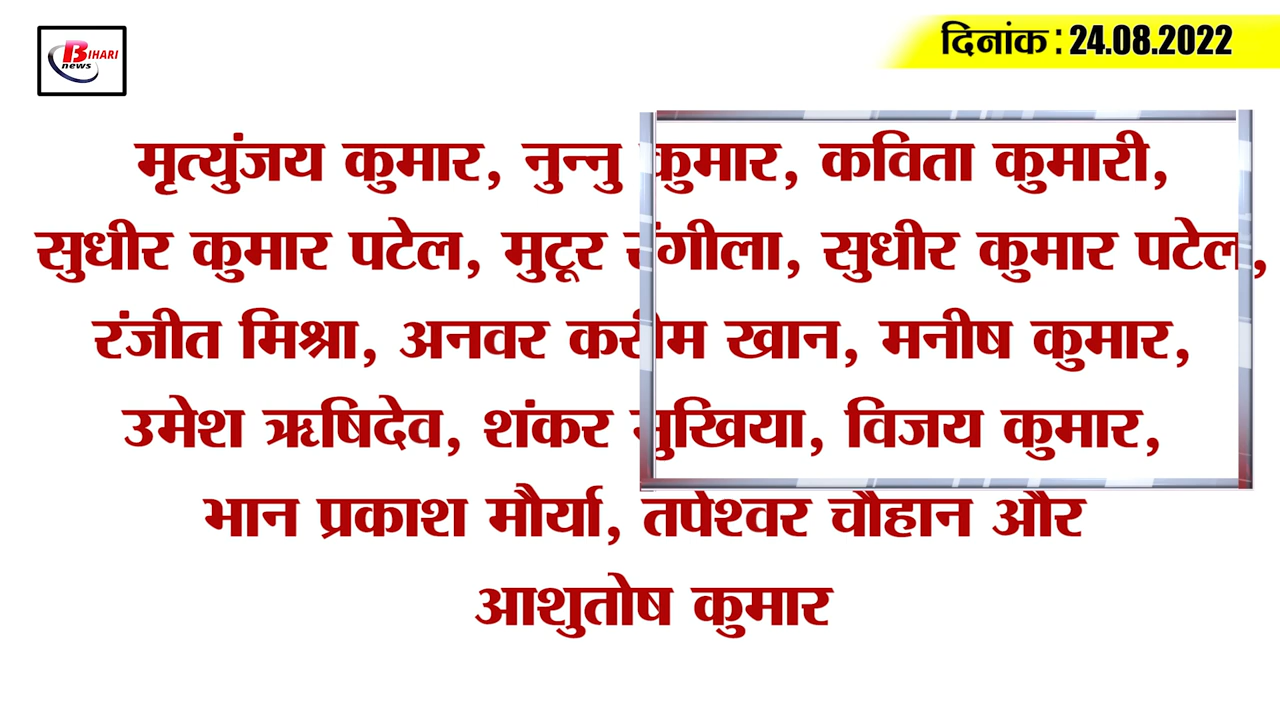 BIHARI
news
दिनांक : 24.08.2022
मृत्युंजय कुमार, नुन्नु कुमार, कविता कुमारी,
सुधीर कुमार पटेल, मुटूर रंगीला, सुधीर कुमार पटेल,
रंजीत मिश्रा, अनवर करीम खान, मनीष कुमार,
उमेश ऋषिदेव, शंकर मुखिया, विजय कुमार,
भान प्रकाश मौर्या, तपेश्वर चौहान और
आशुतोष कुमार